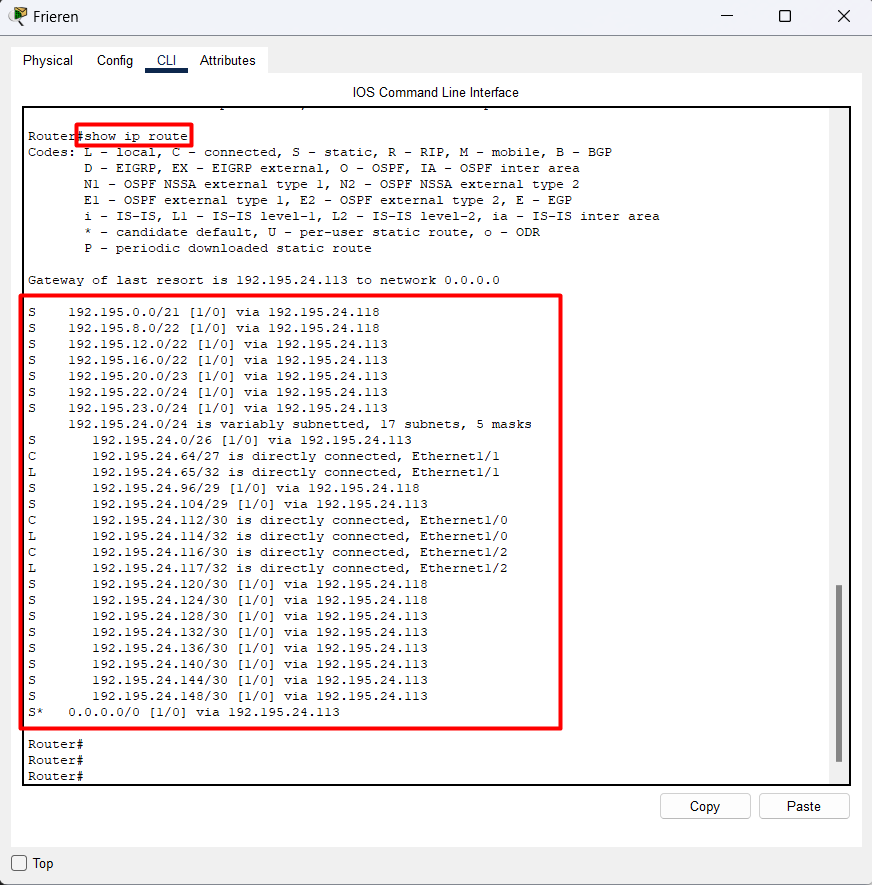 Frieren
Physical Config CLI Attributes
IOS Command Line Interface
Router#show ip route
Codes: L - local, C - connected, S - static, R - RIP, M - mobile, B - BGP
D - EIGRP, EX - EIGRP external, O - OSPF, IA - OSPF inter area
N1 - OSPF NSSA external type 1, N2 - OSPF NSSA external type 2
E1 - OSPF external type 1, E2 - OSPF external type 2, E - EGP
i - IS-IS, L1 - IS-IS level-1, L2 - IS-IS level-2, ia - IS-IS inter area
* - candidate default, U - per-user static route, o - ODR
P - periodic downloaded static route
Gateway of last resort is 192.195.24.113 to network 0.0.0.0
S 192.195.0.0/21 [1/0] via 192.195.24.118
S 192.195.8.0/22 [1/0] via 192.195.24.118
S 192.195.12.0/22 [1/0] via 192.195.24.113
S 192.195.16.0/22 [1/0] via 192.195.24.113
S 192.195.20.0/23 [1/0] via 192.195.24.113
S 192.195.22.0/24 [1/0] via 192.195.24.113
S 192.195.23.0/24 [1/0] via 192.195.24.113
192.195.24.0/24 is variably subnetted, 17 subnets, 5 masks
S 192.195.24.0/26 [1/0] via 192.195.24.113
C 192.195.24.64/27 is directly connected, Ethernet1/1
L 192.195.24.65/32 is directly connected, Ethernet1/1
S 192.195.24.96/29 [1/0] via 192.195.24.118
S 192.195.24.104/29 [1/0] via 192.195.24.113
C 192.195.24.112/30 is directly connected, Ethernet1/0
L 192.195.24.114/32 is directly connected, Ethernet1/0
C 192.195.24.116/30 is directly connected, Ethernet1/2
L 192.195.24.117/32 is directly connected, Ethernet1/2
S 192.195.24.120/30 [1/0] via 192.195.24.118
S 192.195.24.124/30 [1/0] via 192.195.24.118
S 192.195.24.128/30 [1/0] via 192.195.24.113
S 192.195.24.132/30 [1/0] via 192.195.24.113
S 192.195.24.136/30 [1/0] via 192.195.24.113
S 192.195.24.140/30 [1/0] via 192.195.24.113
S 192.195.24.144/30 [1/0] via 192.195.24.113
S 192.195.24.148/30 [1/0] via 192.195.24.113
S* 0.0.0.0/0 [1/0] via 192.195.24.113
Router#
Router#
Router#
Copy Paste
Top